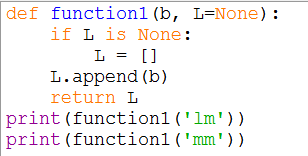 def function1(b, L=None):
    if L is None:
        L = []
    L.append(b)
    return L
print(function1('lm'))
print(function1('mm'))